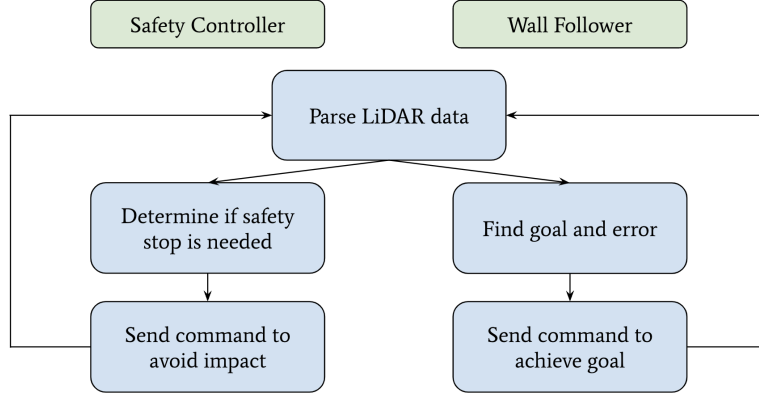 Safety Controller
Wall Follower
Parse LiDAR data
Determine if safety
stop is needed
Find goal and error
Send command to
avoid impact
Send command to
achieve goal